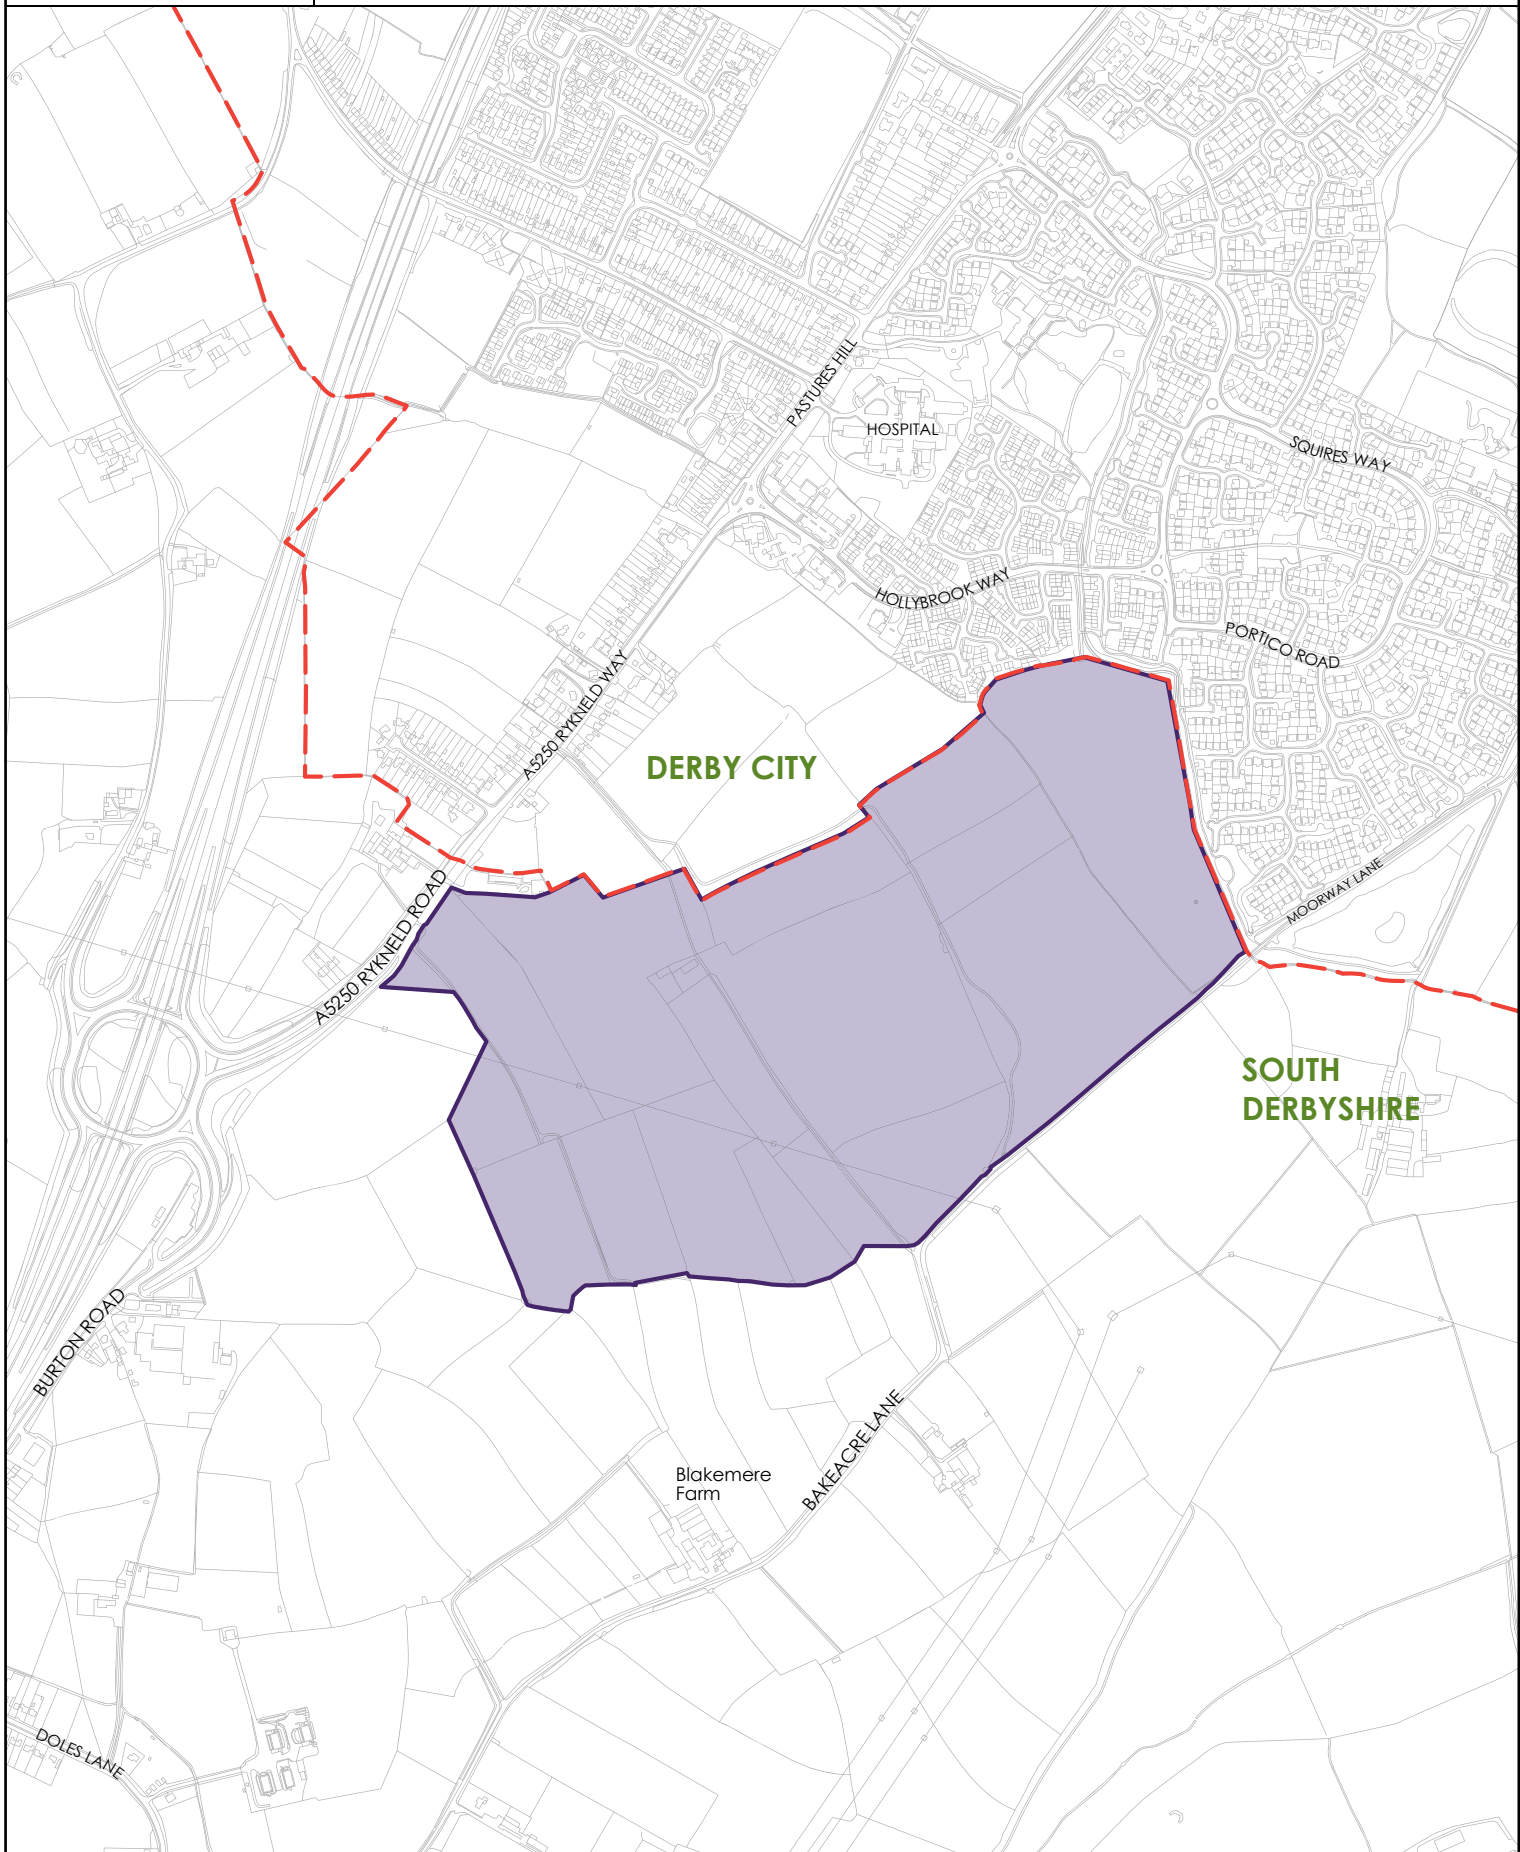 PASTURES HILL
HOSPITAL
SQUIRES WAY
HOLLYBROOK WAY
PORTICO ROAD
A5250 RYKNELD WAY
DERBY CITY
MOORWAY LANE
A5250 RYKNELD ROAD
SOUTH
DERBYSHIRE
BURTON ROAD
BAKEACRE LANE
Blakemere
Farm
DOLES LANE